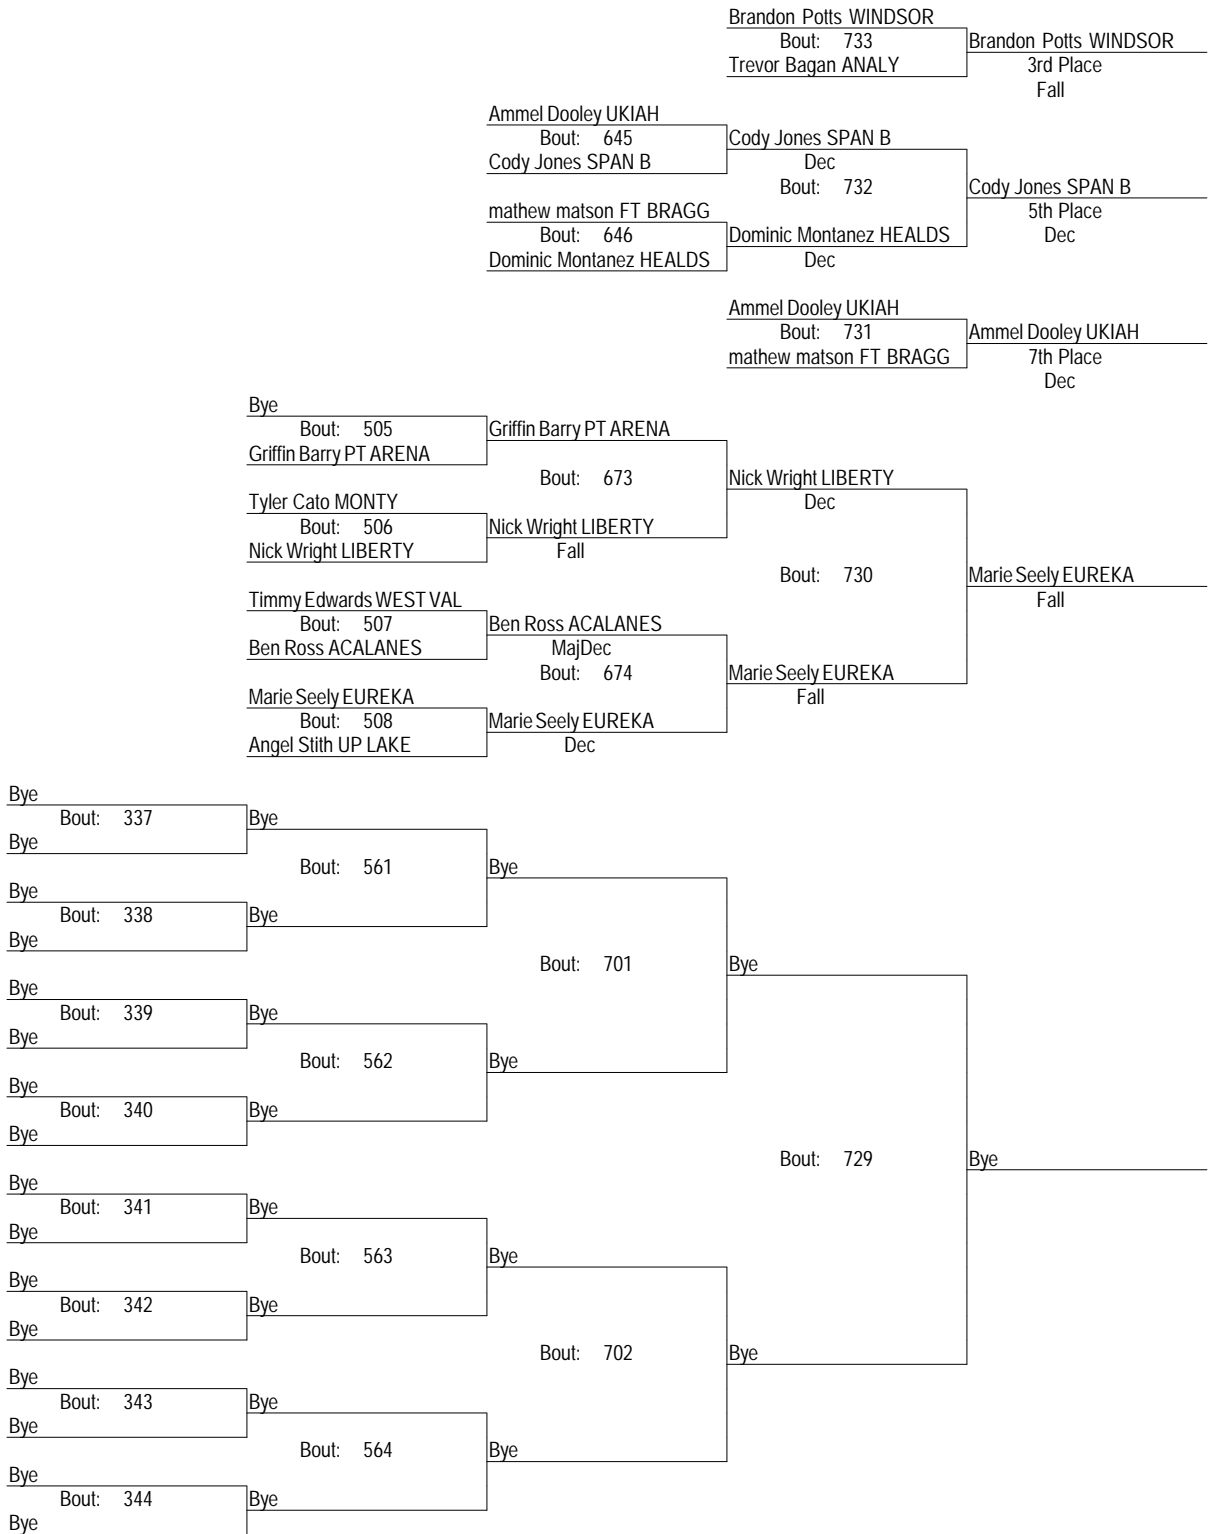 Brandon Potts WINDSOR
Bout: 733
Brandon Potts WINDSOR
Trevor Bagan ANALY
3rd Place
Fall
Ammel Dooley UKIAH
Bout: 645
Cody Jones SPAN B
Cody Jones SPAN B
Dec
Bout: 732
Cody Jones SPAN B
mathew matson FT BRAGG
5th Place
Bout: 646
Dominic Montanez HEALDS
Dec
Dominic Montanez HEALDS
Dec
Ammel Dooley UKIAH
Bout: 731
Ammel Dooley UKIAH
mathew matson FT BRAGG
7th Place
Dec
Bye
Bout: 505
Griffin Barry PT ARENA
Griffin Barry PT ARENA
Bout: 673
Nick Wright LIBERTY
Dec
Tyler Cato MONTY
Bout: 506
Nick Wright LIBERTY
Nick Wright LIBERTY
Fall
Bout: 730
Marie Seely EUREKA
Fall
Timmy Edwards WEST VAL
Bout: 507
Ben Ross ACALANES
Ben Ross ACALANES
MajDec
Bout: 674
Marie Seely EUREKA
Fall
Marie Seely EUREKA
Bout: 508
Marie Seely EUREKA
Angel Stith UP LAKE
Dec
Bye
Bout: 337
Bye
Bye
Bout: 561
Bye
Bye
Bout: 338
Bye
Bye
Bout: 701
Bye
Bye
Bout: 339
Bye
Bye
Bout: 562
Bye
Bye
Bout: 340
Bye
Bye
Bout: 729
Bye
Bye
Bout: 341
Bye
Bye
Bout: 563
Bye
Bye
Bout: 342
Bye
Bye
Bout: 702
Bye
Bye
Bout: 343
Bye
Bye
Bout: 564
Bye
Bye
Bout: 344
Bye
Bye